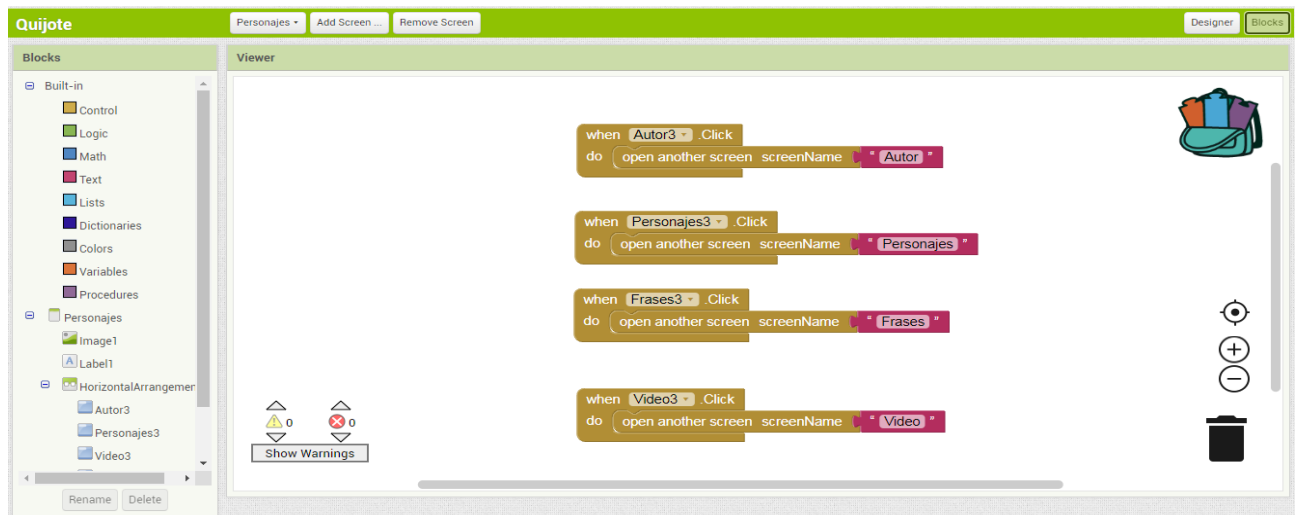 Quijote Personajes Add Screen ... Remove Screen Designer Blocks
Blocks
Built-in
Control
Logic
Math
Text
Lists
Dictionaries
Colors
Variables
Procedures
Personajes
Image1
Label1
HorizontalArrangemen
Autor3
Personajes3
Video3
Rename Delete
Viewer
when Autor3 .Click
do open another screen screenName " Autor "
when Personajes3 .Click
do open another screen screenName " Personajes "
when Frases3 .Click
do open another screen screenName " Frases "
when Video3 .Click
do open another screen screenName " Video "
0 0
Show Warnings